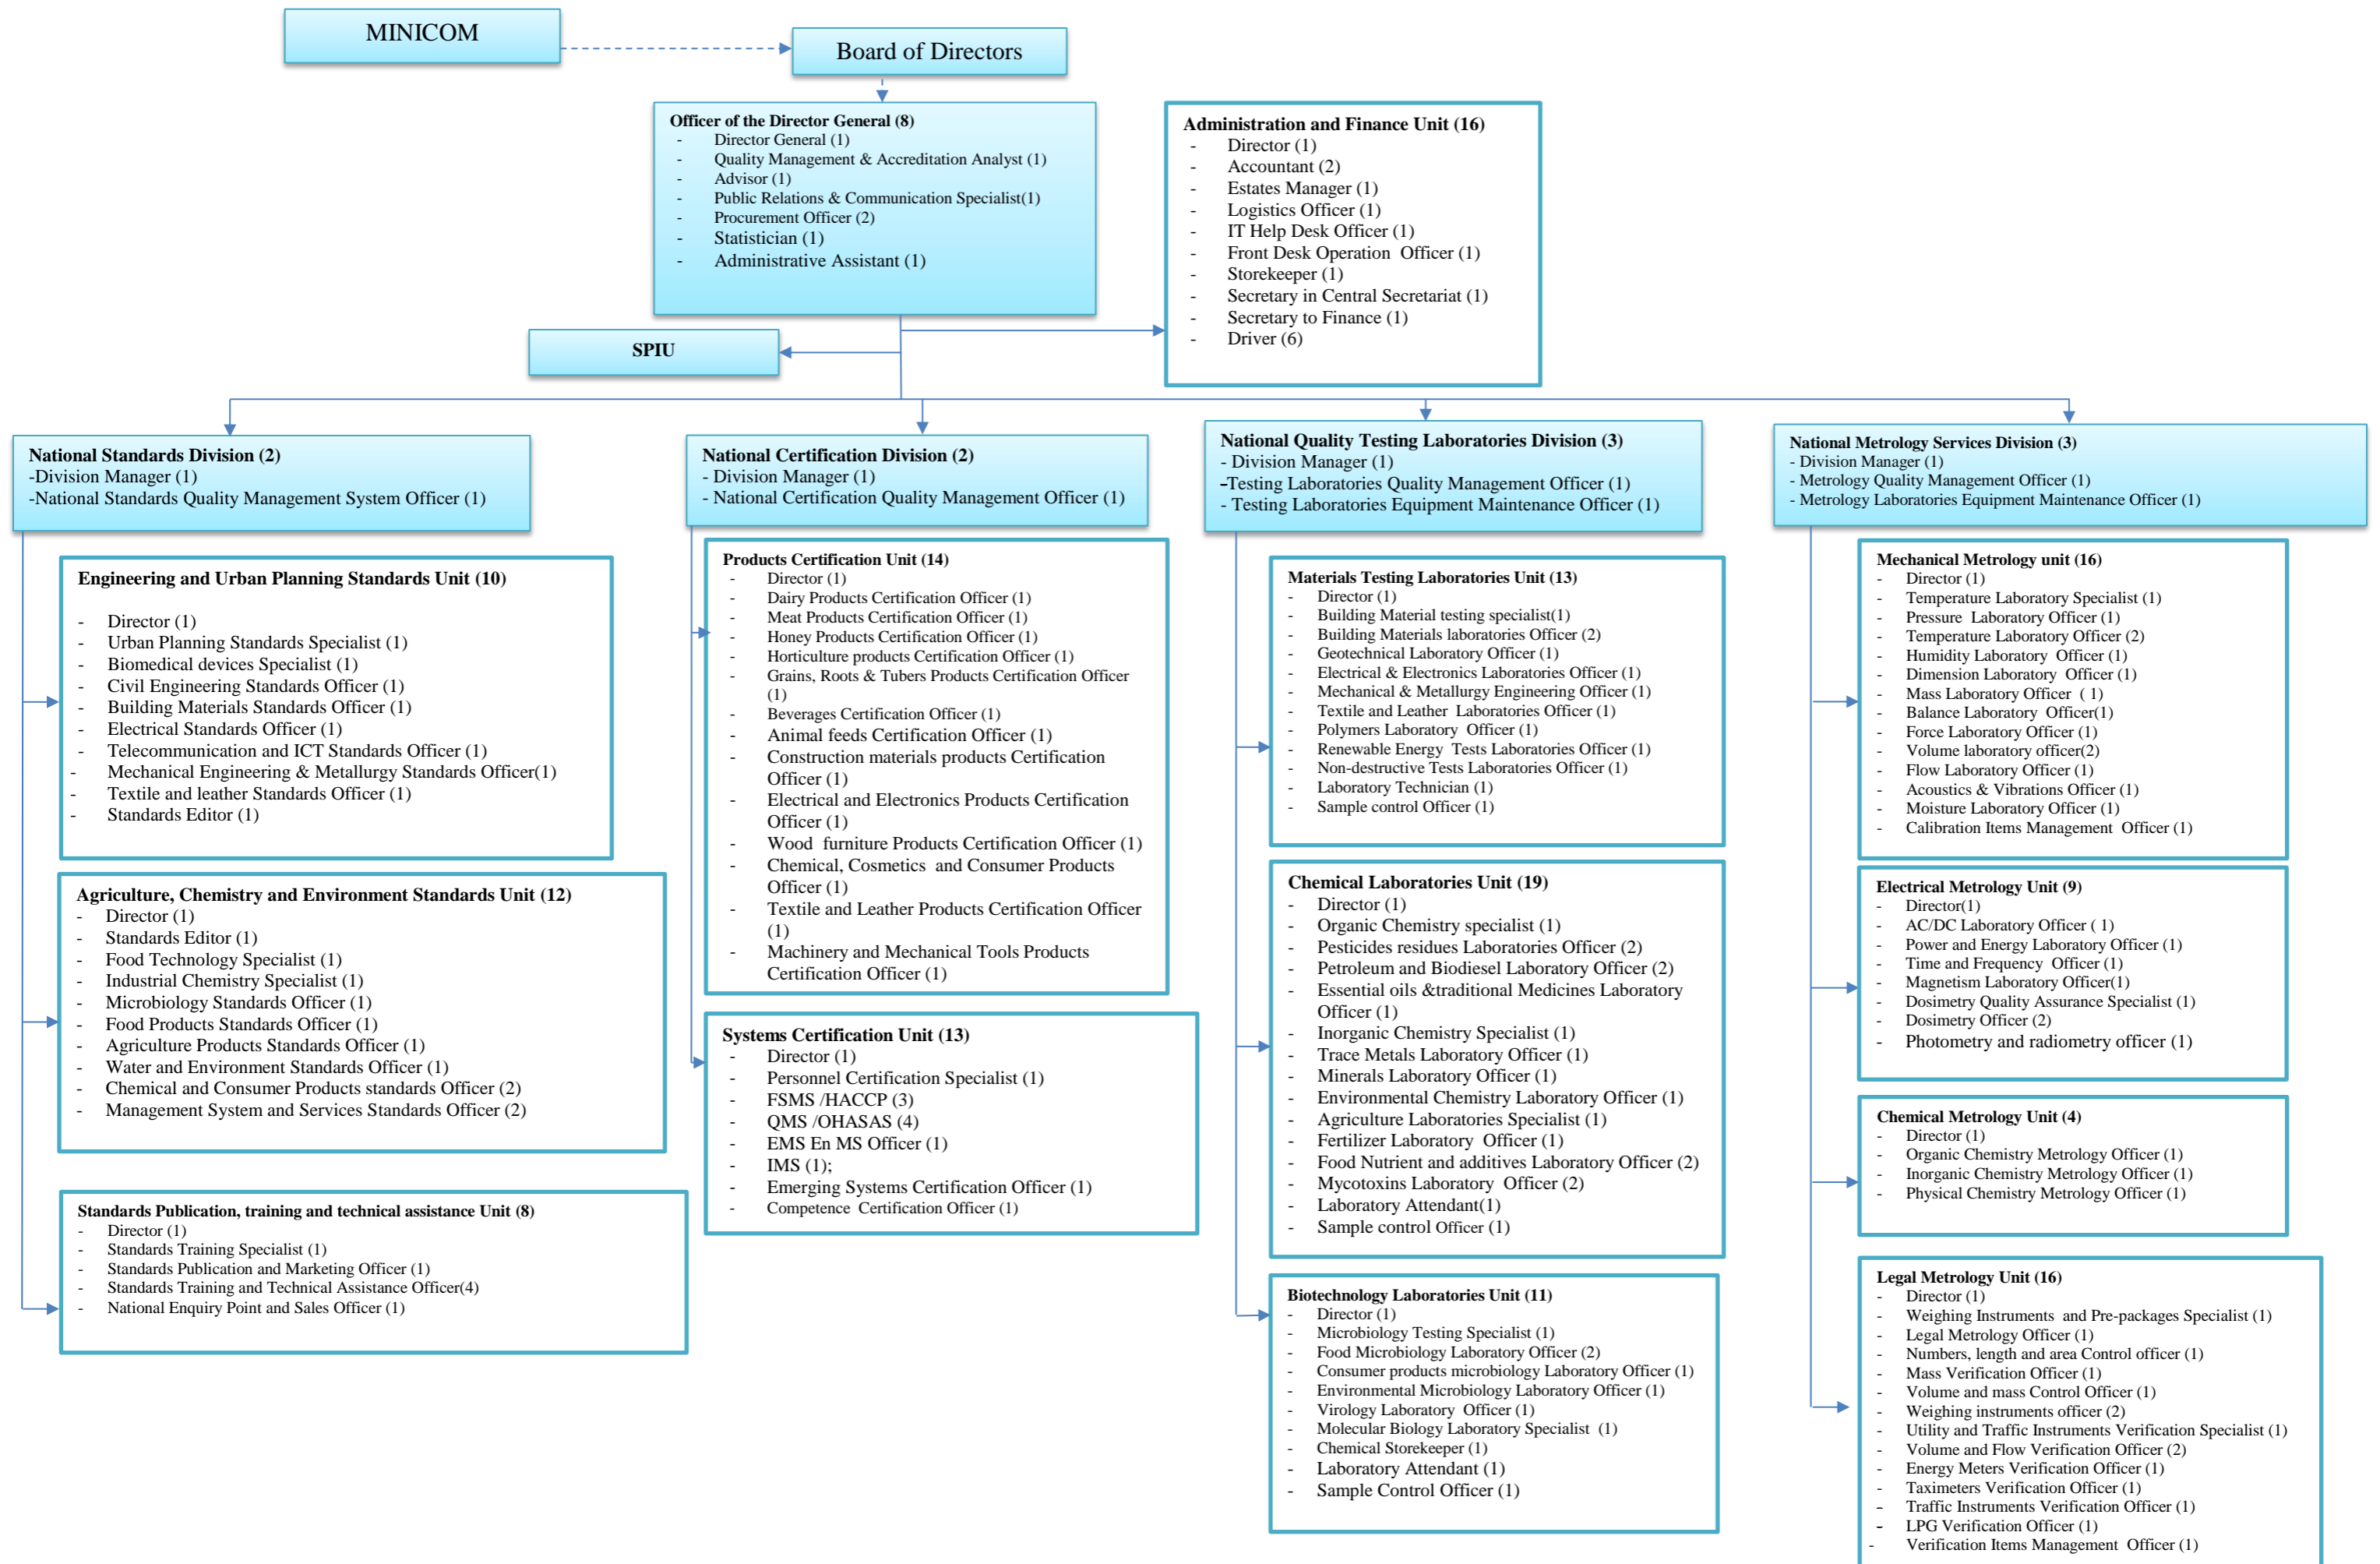 MINICOM
Board of Directors
Officer of the Director General (8)
- Director General (1)
- Quality Management & Accreditation Analyst (1)
- Advisor (1)
- Public Relations & Communication Specialist(1)
- Procurement Officer (2)
- Statistician (1)
- Administrative Assistant (1)
Administration and Finance Unit (16)
- Director (1)
- Accountant (2)
- Estates Manager (1)
- Logistics Officer (1)
- IT Help Desk Officer (1)
- Front Desk Operation Officer (1)
- Storekeeper (1)
- Secretary in Central Secretariat (1)
- Secretary to Finance (1)
- Driver (6)
SPIU
National Standards Division (2)
-Division Manager (1)
-National Standards Quality Management System Officer (1)
Engineering and Urban Planning Standards Unit (10)
- Director (1)
- Urban Planning Standards Specialist (1)
- Biomedical devices Specialist (1)
- Civil Engineering Standards Officer (1)
- Building Materials Standards Officer (1)
- Electrical Standards Officer (1)
- Telecommunication and ICT Standards Officer (1)
- Mechanical Engineering & Metallurgy Standards Officer(1)
- Textile and leather Standards Officer (1)
- Standards Editor (1)
Agriculture, Chemistry and Environment Standards Unit (12)
- Director (1)
- Standards Editor (1)
- Food Technology Specialist (1)
- Industrial Chemistry Specialist (1)
- Microbiology Standards Officer (1)
- Food Products Standards Officer (1)
- Agriculture Products Standards Officer (1)
- Water and Environment Standards Officer (1)
- Chemical and Consumer Products standards Officer (2)
- Management System and Services Standards Officer (2)
Standards Publication, training and technical assistance Unit (8)
- Director (1)
- Standards Training Specialist (1)
- Standards Publication and Marketing Officer (1)
- Standards Training and Technical Assistance Officer(4)
- National Enquiry Point and Sales Officer (1)
National Certification Division (2)
- Division Manager (1)
- National Certification Quality Management Officer (1)
Products Certification Unit (14)
- Director (1)
- Dairy Products Certification Officer (1)
- Meat Products Certification Officer (1)
- Honey Products Certification Officer (1)
- Horticulture products Certification Officer (1)
- Grains, Roots & Tubers Products Certification Officer
(1)
- Beverages Certification Officer (1)
- Animal feeds Certification Officer (1)
- Construction materials products Certification
Officer (1)
- Electrical and Electronics Products Certification
Officer (1)
- Wood furniture Products Certification Officer (1)
- Chemical, Cosmetics and Consumer Products
Officer (1)
- Textile and Leather Products Certification Officer
(1)
- Machinery and Mechanical Tools Products
Certification Officer (1)
Systems Certification Unit (13)
- Director (1)
- Personnel Certification Specialist (1)
- FSMS /HACCP (3)
- QMS /OHASAS (4)
- EMS En MS Officer (1)
- IMS (1);
- Emerging Systems Certification Officer (1)
- Competence Certification Officer (1)
National Quality Testing Laboratories Division (3)
- Division Manager (1)
-Testing Laboratories Quality Management Officer (1)
- Testing Laboratories Equipment Maintenance Officer (1)
Materials Testing Laboratories Unit (13)
- Director (1)
- Building Material testing specialist(1)
- Building Materials laboratories Officer (2)
- Geotechnical Laboratory Officer (1)
- Electrical & Electronics Laboratories Officer (1)
- Mechanical & Metallurgy Engineering Officer (1)
- Textile and Leather Laboratories Officer (1)
- Polymers Laboratory Officer (1)
- Renewable Energy Tests Laboratories Officer (1)
- Non-destructive Tests Laboratories Officer (1)
- Laboratory Technician (1)
- Sample control Officer (1)
Chemical Laboratories Unit (19)
- Director (1)
- Organic Chemistry specialist (1)
- Pesticides residues Laboratories Officer (2)
- Petroleum and Biodiesel Laboratory Officer (2)
- Essential oils &traditional Medicines Laboratory
Officer (1)
- Inorganic Chemistry Specialist (1)
- Trace Metals Laboratory Officer (1)
- Minerals Laboratory Officer (1)
- Environmental Chemistry Laboratory Officer (1)
- Agriculture Laboratories Specialist (1)
- Fertilizer Laboratory Officer (1)
- Food Nutrient and additives Laboratory Officer (2)
- Mycotoxins Laboratory Officer (2)
- Laboratory Attendant(1)
- Sample control Officer (1)
Biotechnology Laboratories Unit (11)
- Director (1)
- Microbiology Testing Specialist (1)
- Food Microbiology Laboratory Officer (2)
- Consumer products microbiology Laboratory Officer (1)
- Environmental Microbiology Laboratory Officer (1)
- Virology Laboratory Officer (1)
- Molecular Biology Laboratory Specialist (1)
- Chemical Storekeeper (1)
- Laboratory Attendant (1)
- Sample Control Officer (1)
National Metrology Services Division (3)
- Division Manager (1)
- Metrology Quality Management Officer (1)
- Metrology Laboratories Equipment Maintenance Officer (1)
Mechanical Metrology unit (16)
- Director (1)
- Temperature Laboratory Specialist (1)
- Pressure Laboratory Officer (1)
- Temperature Laboratory Officer (2)
- Humidity Laboratory Officer (1)
- Dimension Laboratory Officer (1)
- Mass Laboratory Officer ( 1)
- Balance Laboratory Officer(1)
- Force Laboratory Officer (1)
- Volume laboratory officer(2)
- Flow Laboratory Officer (1)
- Acoustics & Vibrations Officer (1)
- Moisture Laboratory Officer (1)
- Calibration Items Management Officer (1)
Electrical Metrology Unit (9)
- Director(1)
- AC/DC Laboratory Officer ( 1)
- Power and Energy Laboratory Officer (1)
- Time and Frequency Officer (1)
- Magnetism Laboratory Officer(1)
- Dosimetry Quality Assurance Specialist (1)
- Dosimetry Officer (2)
- Photometry and radiometry officer (1)
Chemical Metrology Unit (4)
- Director (1)
- Organic Chemistry Metrology Officer (1)
- Inorganic Chemistry Metrology Officer (1)
- Physical Chemistry Metrology Officer (1)
Legal Metrology Unit (16)
- Director (1)
- Weighing Instruments and Pre-packages Specialist (1)
- Legal Metrology Officer (1)
- Numbers, length and area Control officer (1)
- Mass Verification Officer (1)
- Volume and mass Control Officer (1)
- Weighing instruments officer (2)
- Utility and Traffic Instruments Verification Specialist (1)
- Volume and Flow Verification Officer (2)
- Energy Meters Verification Officer (1)
- Taximeters Verification Officer (1)
- Traffic Instruments Verification Officer (1)
- LPG Verification Officer (1)
- Verification Items Management Officer (1)